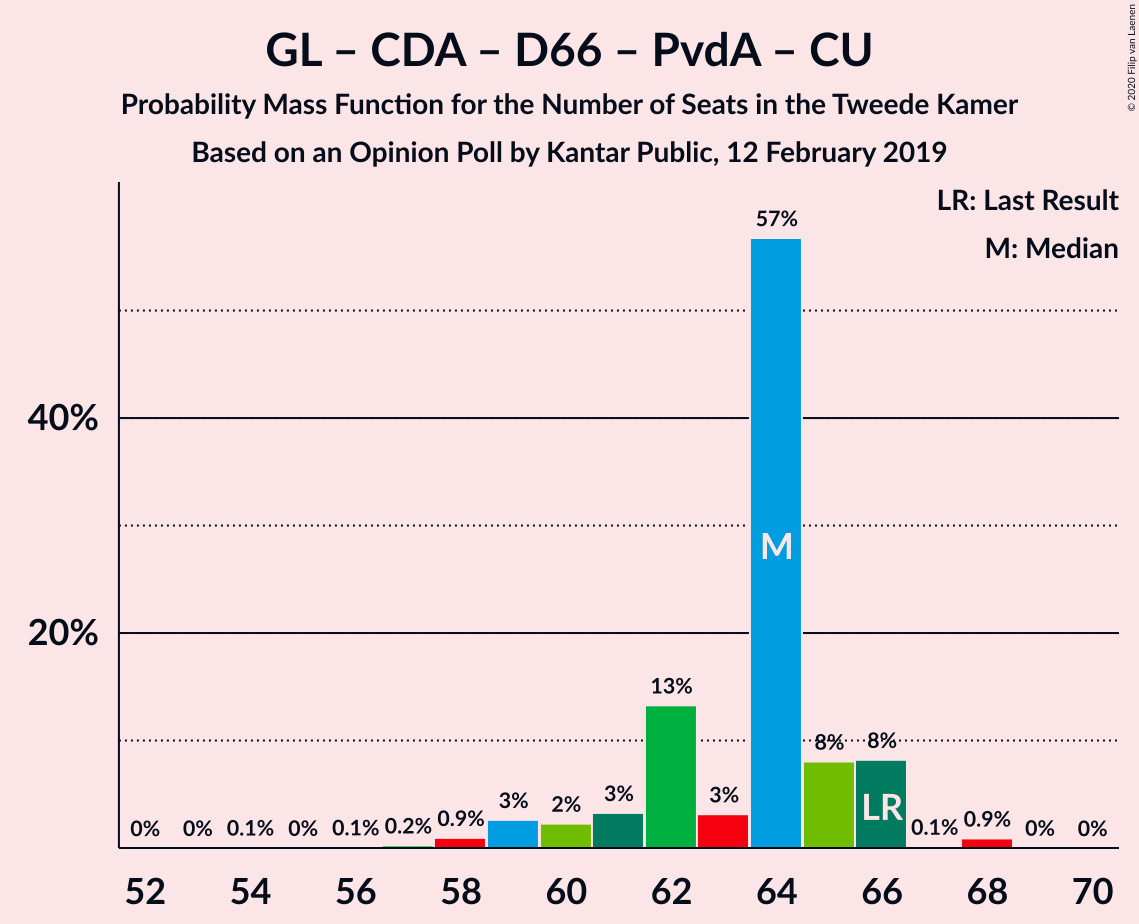 GL – CDA – D66 – PvdA – CU
Probability Mass Function for the Number of Seats in the Tweede Kamer
Based on an Opinion Poll by Kantar Public, 12 February 2019
© 2020 Filip van Laenen
LR: Last Result
M: Median
57%
40%
M
20%
13%
8% 8%
3% 2% 3% 3% LR
0% 0% 0.1% 0% 0.1% 0.2% 0.9% 0.1% 0.9% 0% 0%
52 54 56 58 60 62 64 66 68 70